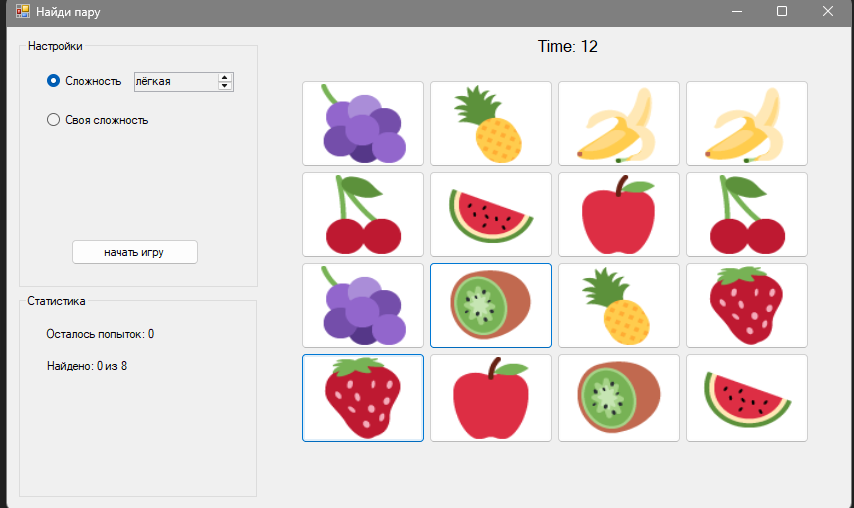 Найди пару
Настройки
Сложность
лёгкая
Своя сложность
начать игру
Статистика
Осталось попыток: 0
Найдено: 0 из 8
Time: 12